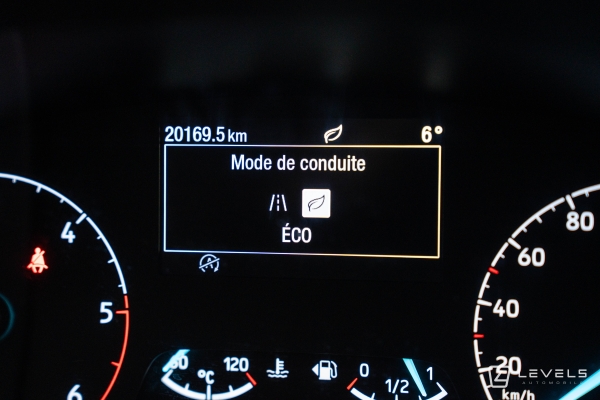 20169.5 km 6°
Mode de conduite
ÉCO
A
4
5
6
80
60
40
20
km/h
120
°C
0
1/2
1
LEVELS
AUTOMOBILE